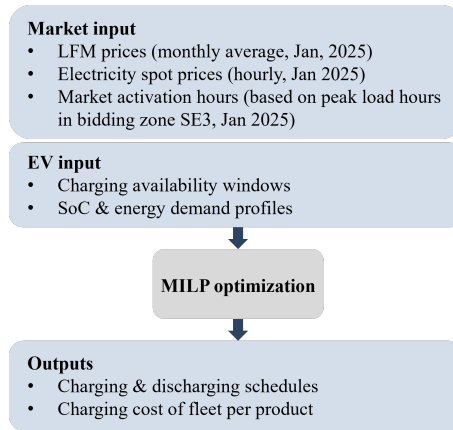 Market input
• LFM prices (monthly average, Jan, 2025)
• Electricity spot prices (hourly, Jan 2025)
• Market activation hours (based on peak load hours
in bidding zone SE3, Jan 2025)
EV input
• Charging availability windows
• SoC & energy demand profiles
MILP optimization
Outputs
• Charging & discharging schedules
• Charging cost of fleet per product